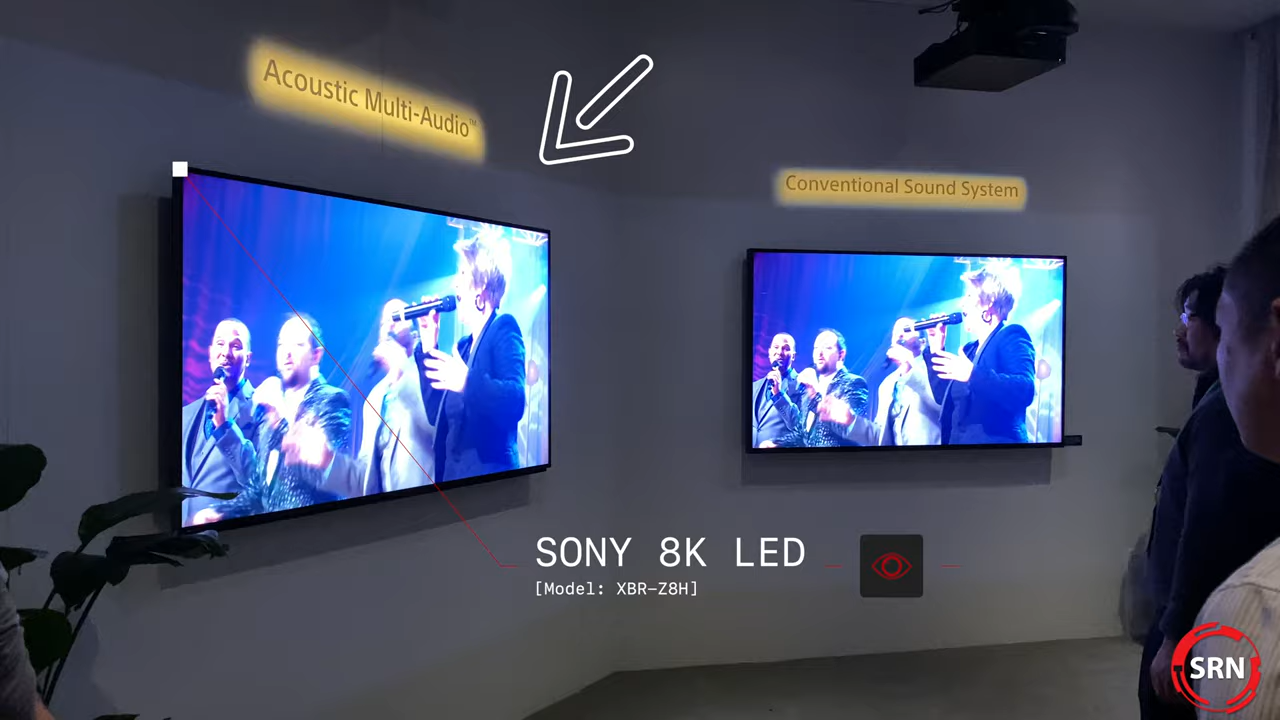 Acoustic Multi-Audio™
Conventional Sound System
SONY 8K LED
[Model: XBR-Z8H]
SRN